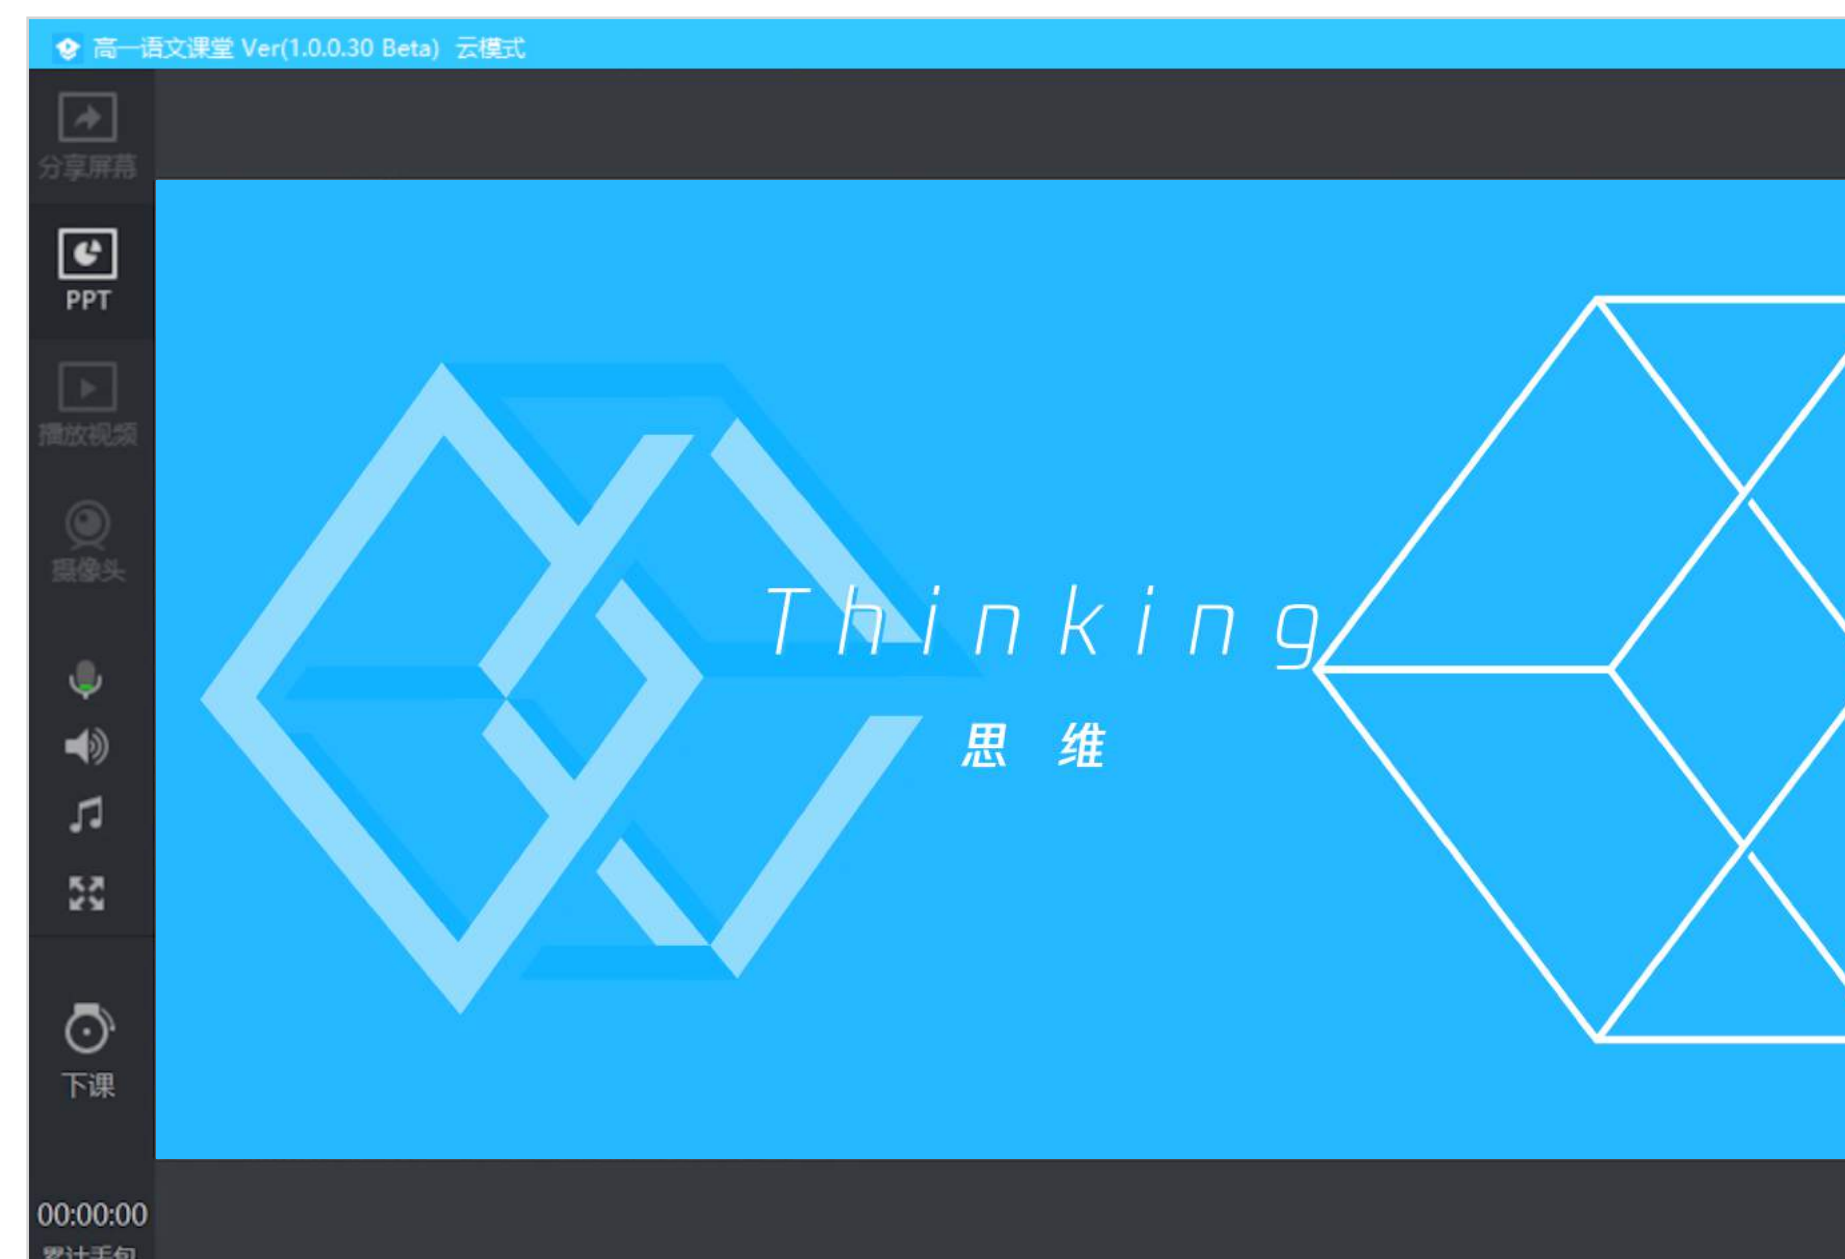 高一语文课堂 Ver(1.0.0.30 Beta) 云模式
分享屏幕
PPT
播放视频
摄像头
Thinking
思 维
下课
00:00:00